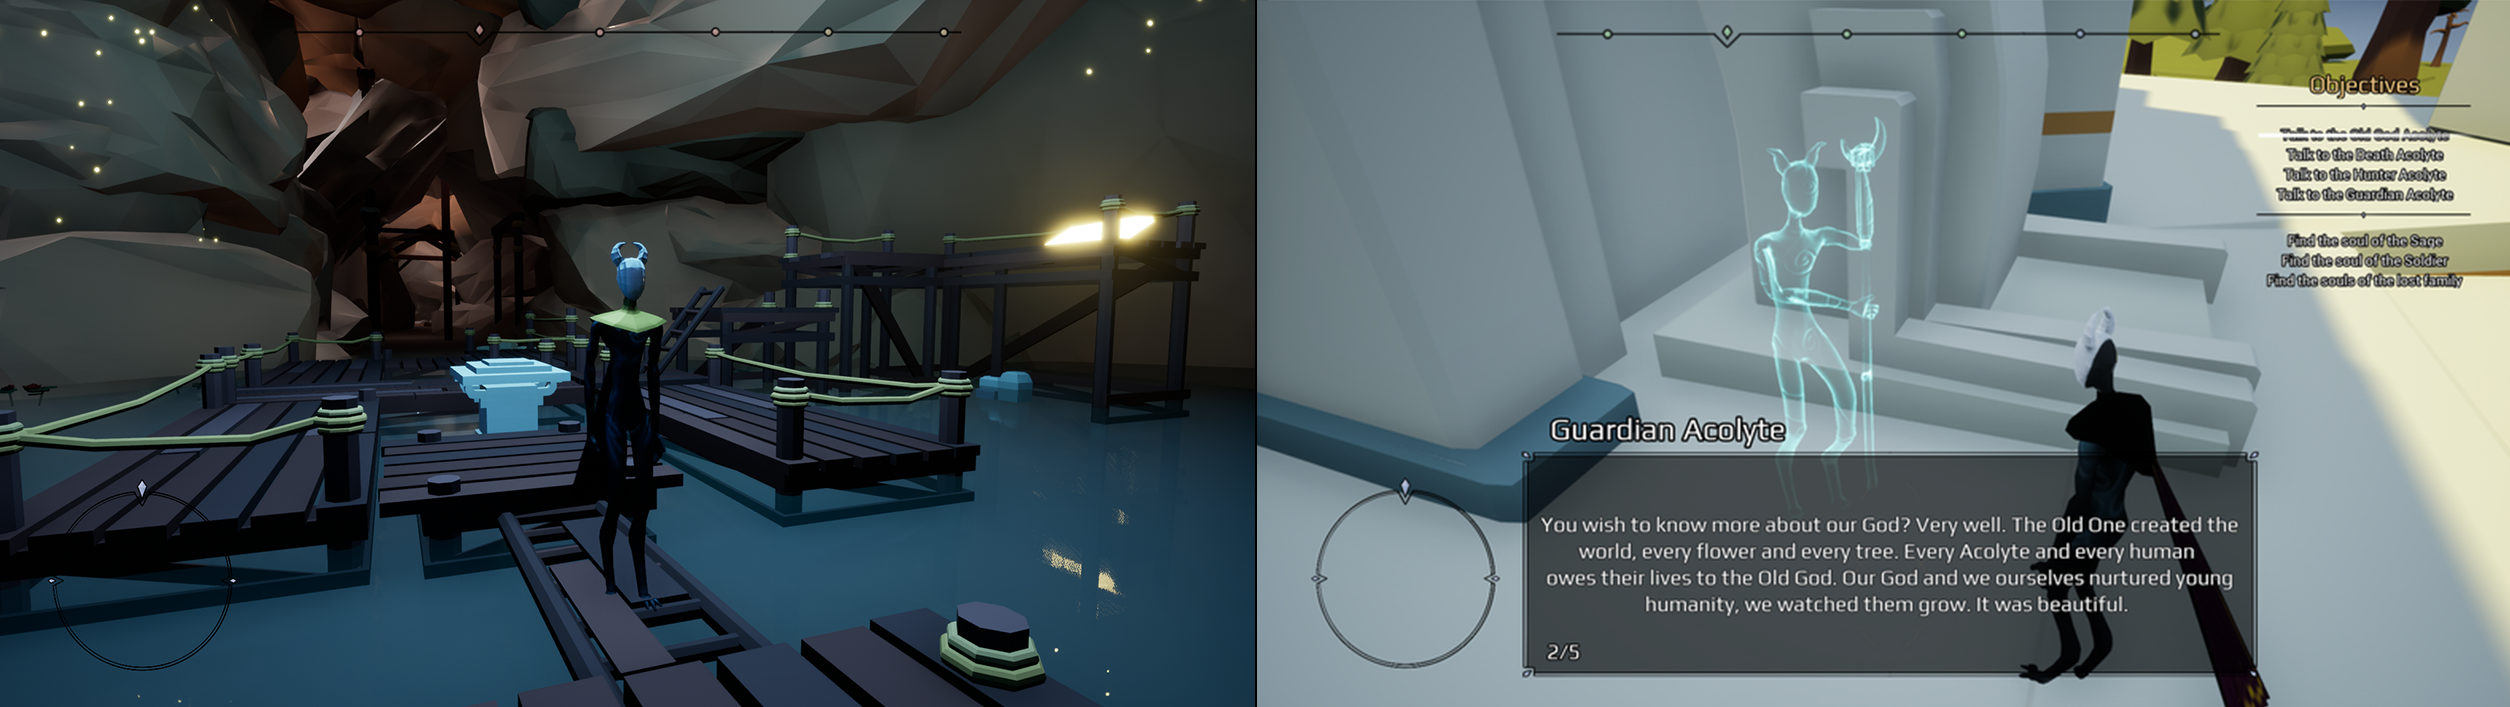 Objectives
Talk to the Old God Acolyte
Talk to the Death Acolyte
Talk to the Hunter Acolyte
Talk to the Guardian Acolyte
Find the soul of the Sage
Find the soul of the Soldier
Find the souls of the lost family
Guardian Acolyte
You wish to know more about our God? Very well. The Old One created the
world, every flower and every tree. Every Acolyte and every human
owes their lives to the Old God. Our God and we ourselves nurtured young
humanity, we watched them grow. It was beautiful.
2/5